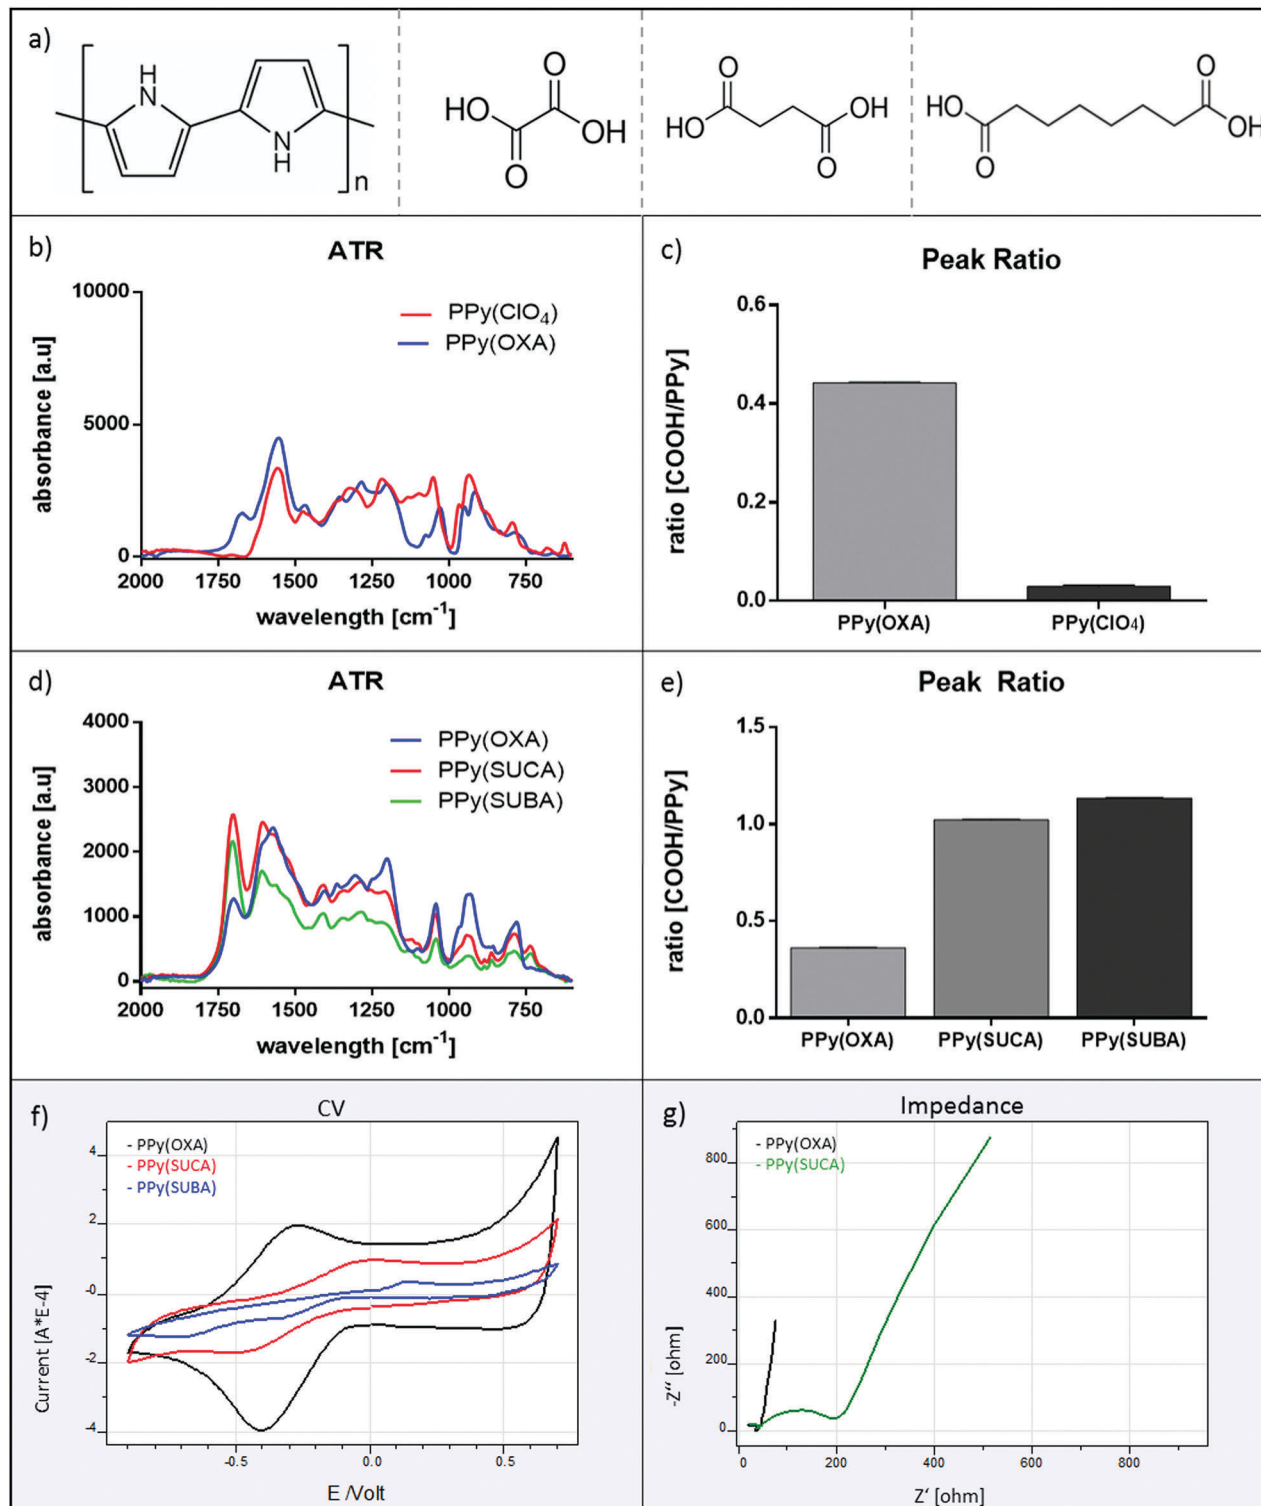 a)
H
N
N
H
n
O
HO
OH
O
O
OH
HO
O
O
HO
O
OH
b)
ATR
10000
5000
0
absorbance [a.u]
PPy(ClO4)
PPy(OXA)
2000 1750 1500 1250 1000 750
wavelength [cm-1]
c)
Peak Ratio
0.6
0.4
0.2
0.0
ratio [COOH/PPy]
PPy(OXA) PPy(ClO4)
d)
ATR
4000
3000
2000
1000
0
absorbance [a.u]
PPy(OXA)
PPy(SUCA)
PPy(SUBA)
2000 1750 1500 1250 1000 750
wavelength [cm-1]
e)
Peak Ratio
1.5
1.0
0.5
0.0
ratio [COOH/PPy]
PPy(OXA) PPy(SUCA) PPy(SUBA)
f)
CV
- PPy(OXA)
- PPy(SUCA)
- PPy(SUBA)
4
2
-0
-2
-4
Current [A*E-4]
-0.5 0.0 0.5
E /Volt
g)
Impedance
- PPy(OXA)
- PPy(SUCA)
800
600
400
200
0
-Z‘‘ [ohm]
0 200 400 600 800
Z‘ [ohm]